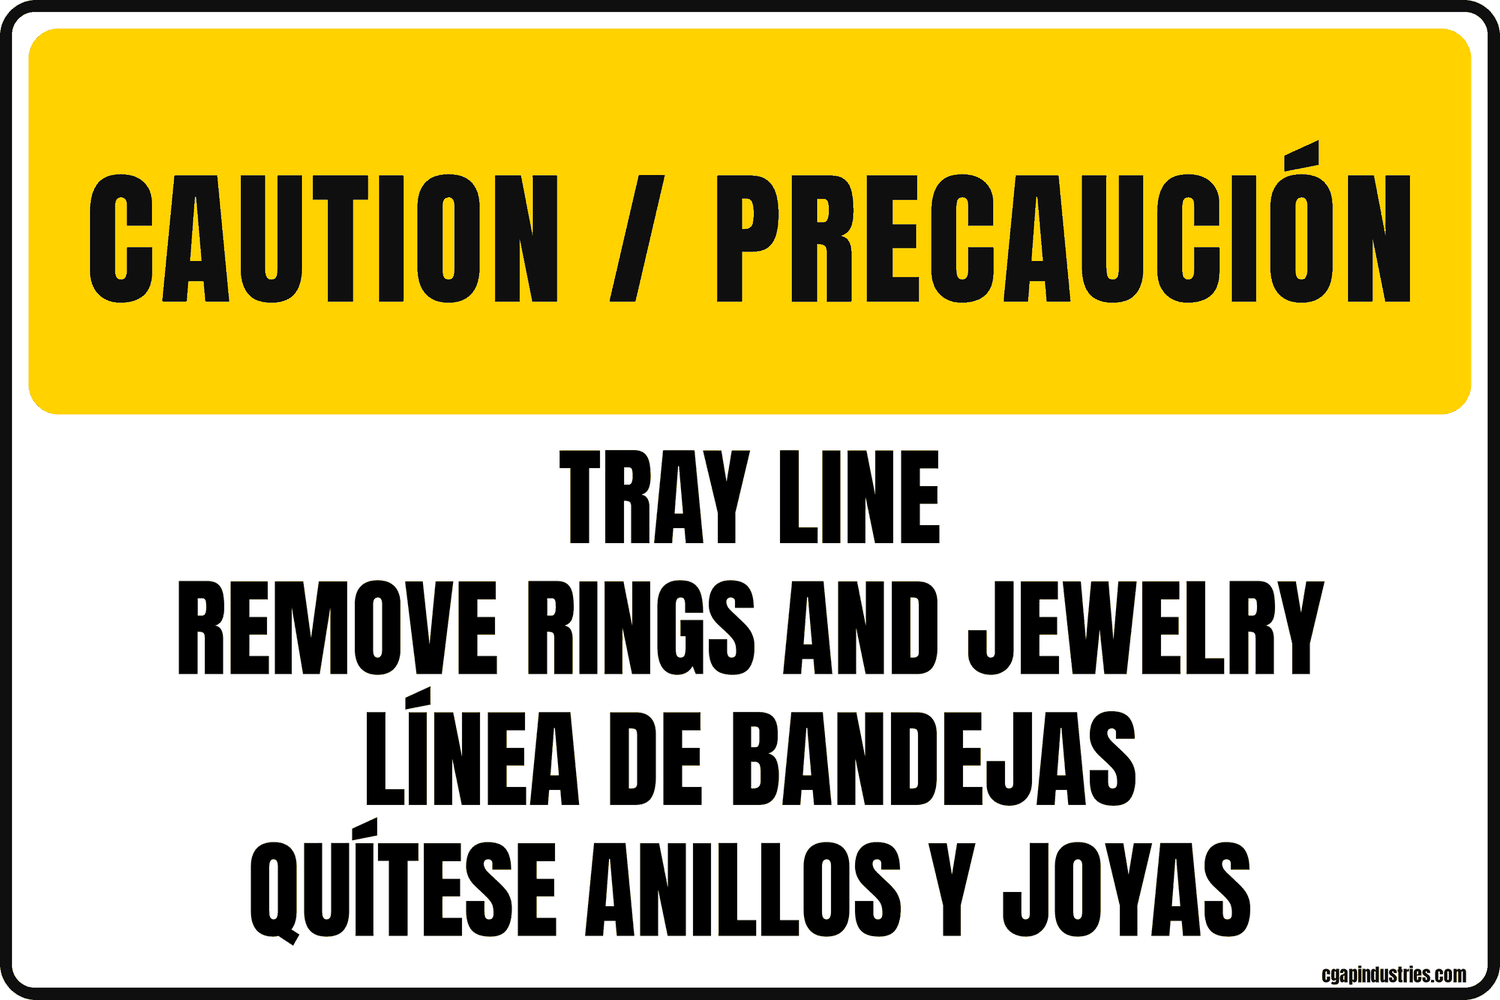 CAUTION / PRECAUCIÓN
TRAY LINE
REMOVE RINGS AND JEWELRY
LÍNEA DE BANDEJAS
QUÍTESE ANILLOS Y JOYAS
cgapindustries.com